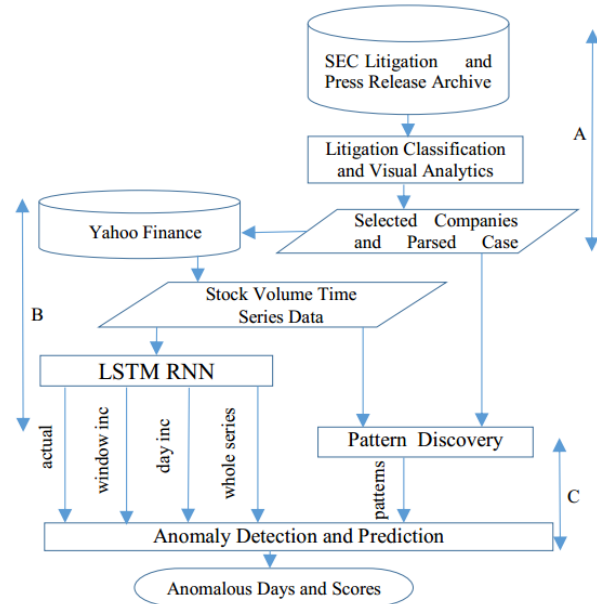 SEC Litigation and
Press Release Archive
A
Litigation Classification
and Visual Analytics
Selected Companies
and Parsed Case
Yahoo Finance
Stock Volume Time
Series Data
B
LSTM RNN
actual
window inc
day inc
whole series
Pattern Discovery
patterns
C
Anomaly Detection and Prediction
Anomalous Days and Scores